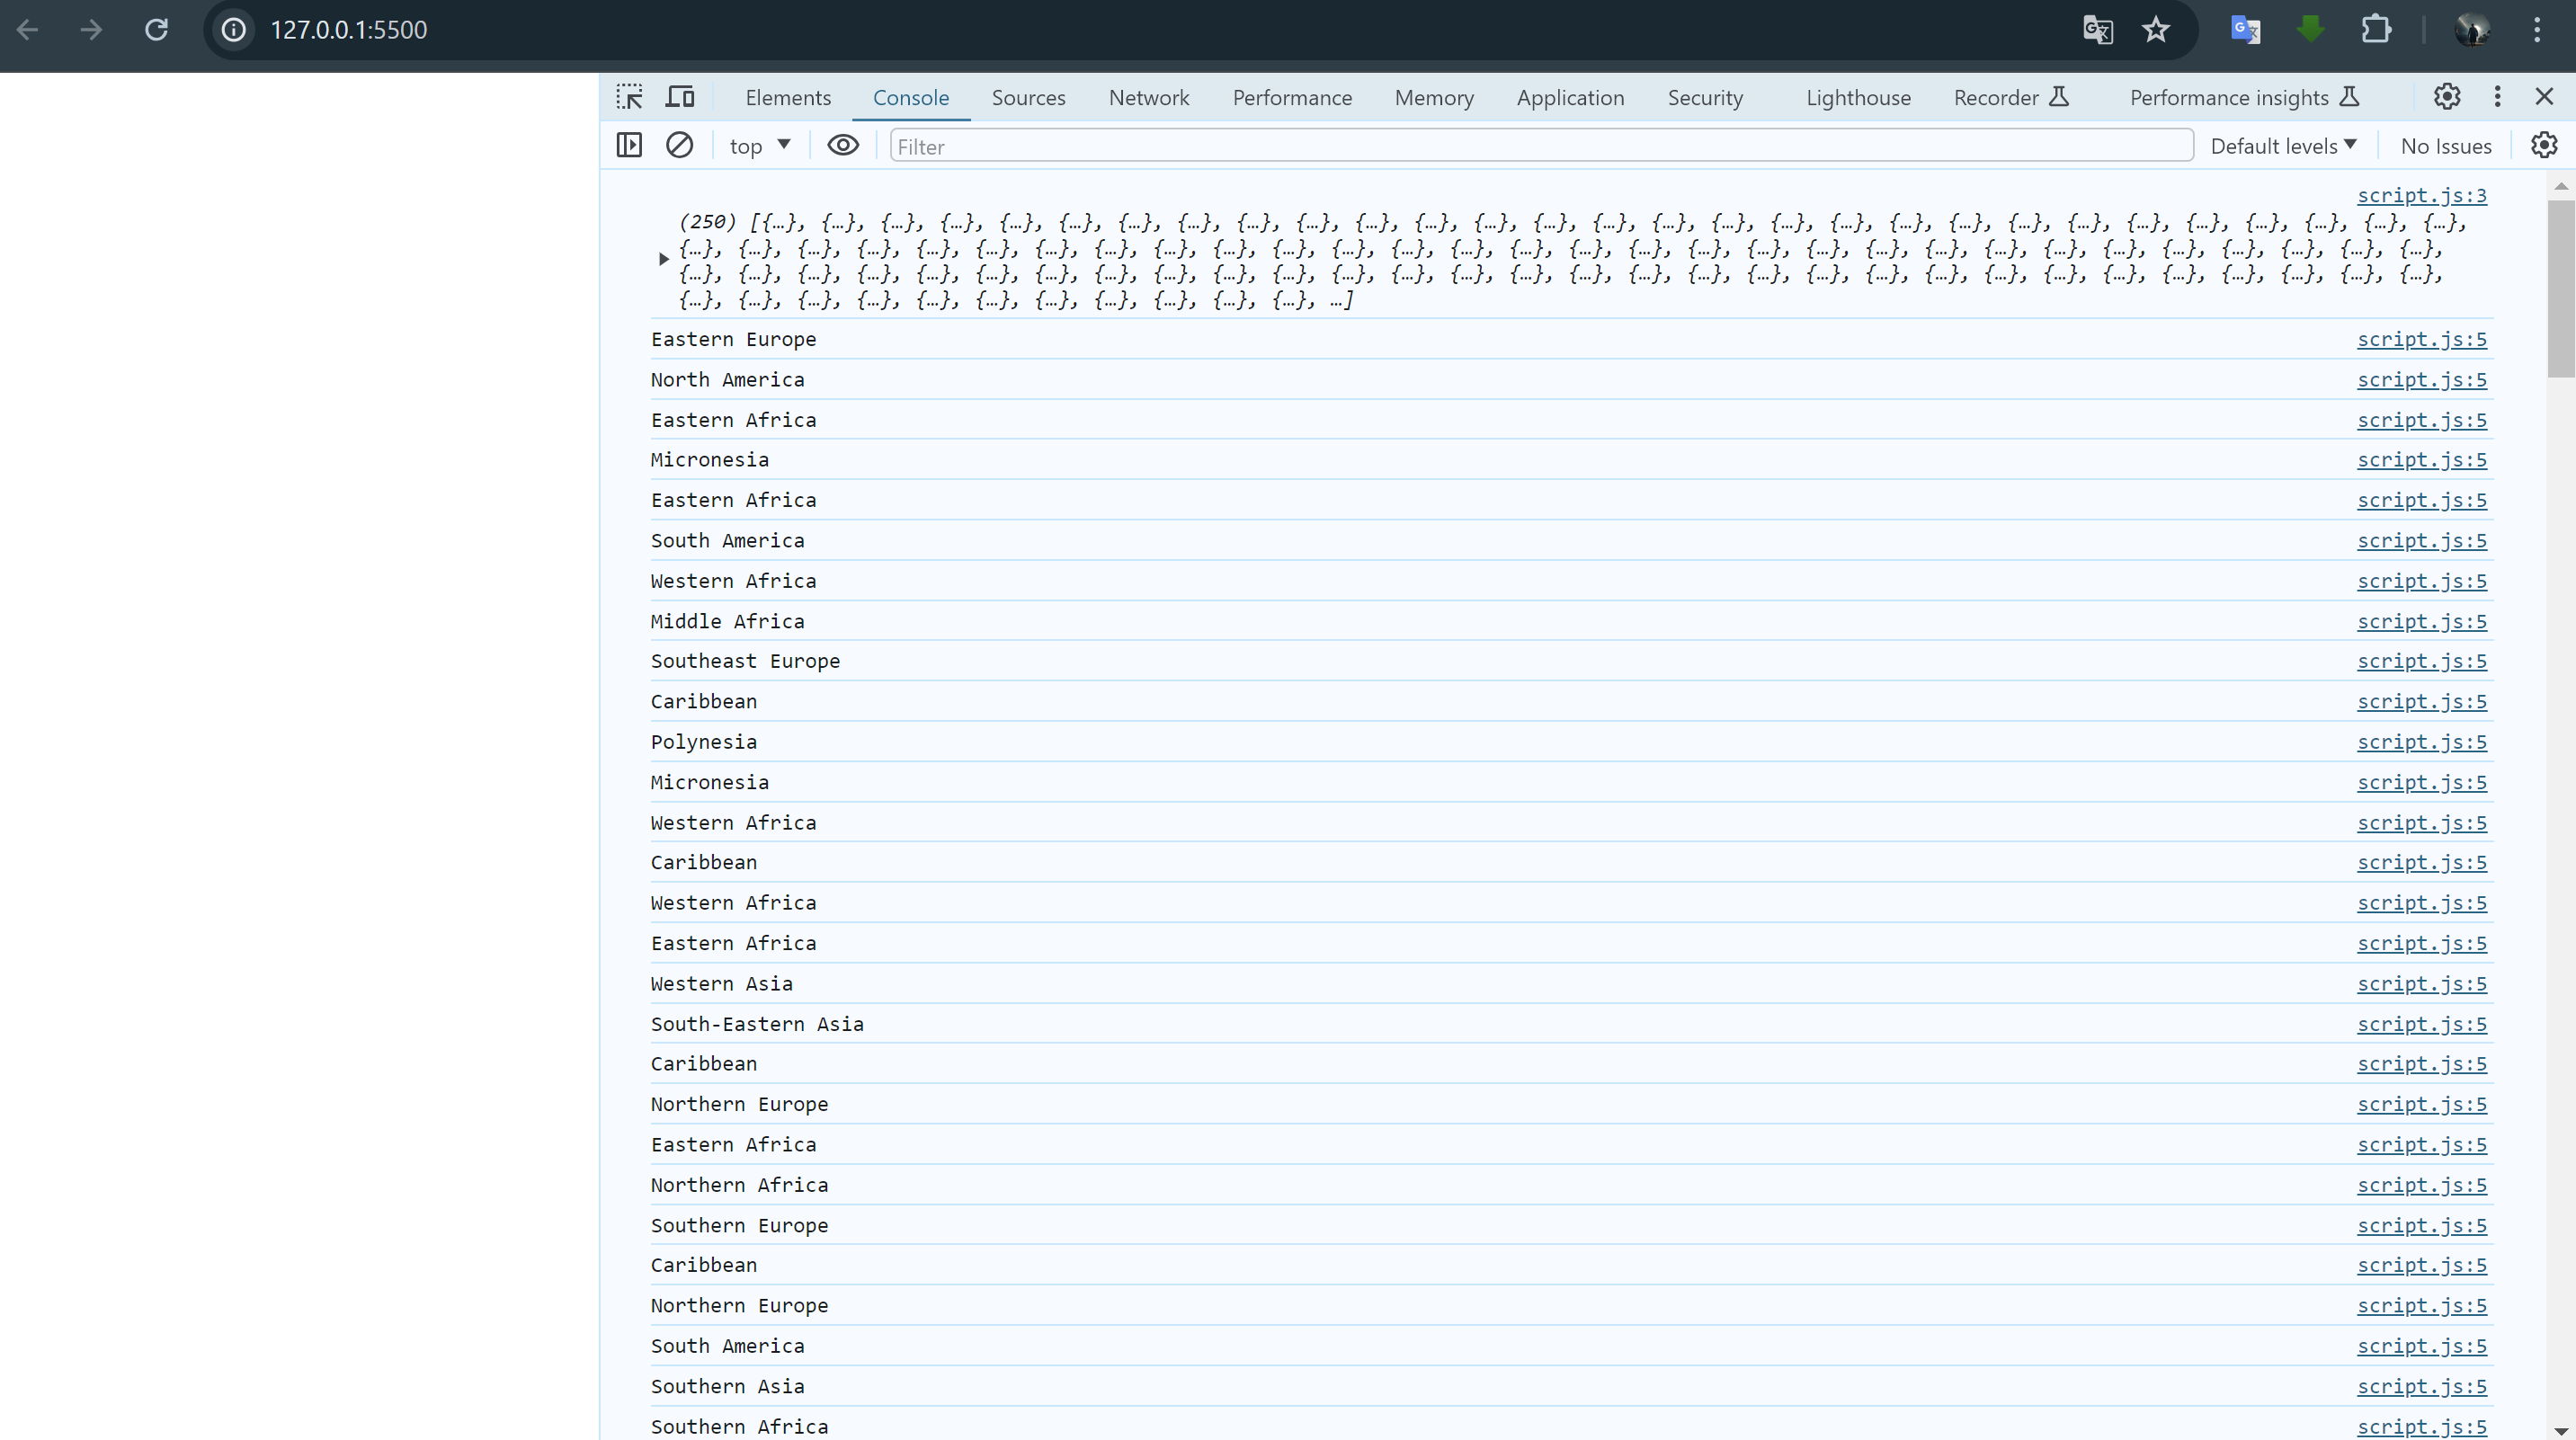 127.0.0.1:5500
Elements Console Sources Network Performance Memory Application Security Lighthouse Recorder Performance insights
top Filter Default levels No Issues
script.js:3
(250) [{…}, {…}, {…}, {…}, {…}, {…}, {…}, {…}, {…}, {…}, {…}, {…}, {…}, {…}, {…}, {…}, {…}, {…}, {…}, {…}, {…}, {…}, {…}, {…}, {…}, {…}, {…}, {…}, {…},
{…}, {…}, {…}, {…}, {…}, {…}, {…}, {…}, {…}, {…}, {…}, {…}, {…}, {…}, {…}, {…}, {…}, {…}, {…}, {…}, {…}, {…}, {…}, {…}, {…}, {…}, {…}, {…}, {…}, {…},
{…}, {…}, {…}, {…}, {…}, {…}, {…}, {…}, {…}, {…}, {…}, {…}, {…}, {…}, {…}, {…}, {…}, {…}, {…}, {…}, {…}, {…}, {…}, {…}, {…}, {…}, {…}, {…}, {…}, {…},
{…}, {…}, {…}, {…}, {…}, {…}, {…}, {…}, {…}, {…}, {…}, …]
Eastern Europe script.js:5
North America script.js:5
Eastern Africa script.js:5
Micronesia script.js:5
Eastern Africa script.js:5
South America script.js:5
Western Africa script.js:5
Middle Africa script.js:5
Southeast Europe script.js:5
Caribbean script.js:5
Polynesia script.js:5
Micronesia script.js:5
Western Africa script.js:5
Caribbean script.js:5
Western Africa script.js:5
Eastern Africa script.js:5
Western Asia script.js:5
South-Eastern Asia script.js:5
Caribbean script.js:5
Northern Europe script.js:5
Eastern Africa script.js:5
Northern Africa script.js:5
Southern Europe script.js:5
Caribbean script.js:5
Northern Europe script.js:5
South America script.js:5
Southern Asia script.js:5
Southern Africa script.js:5